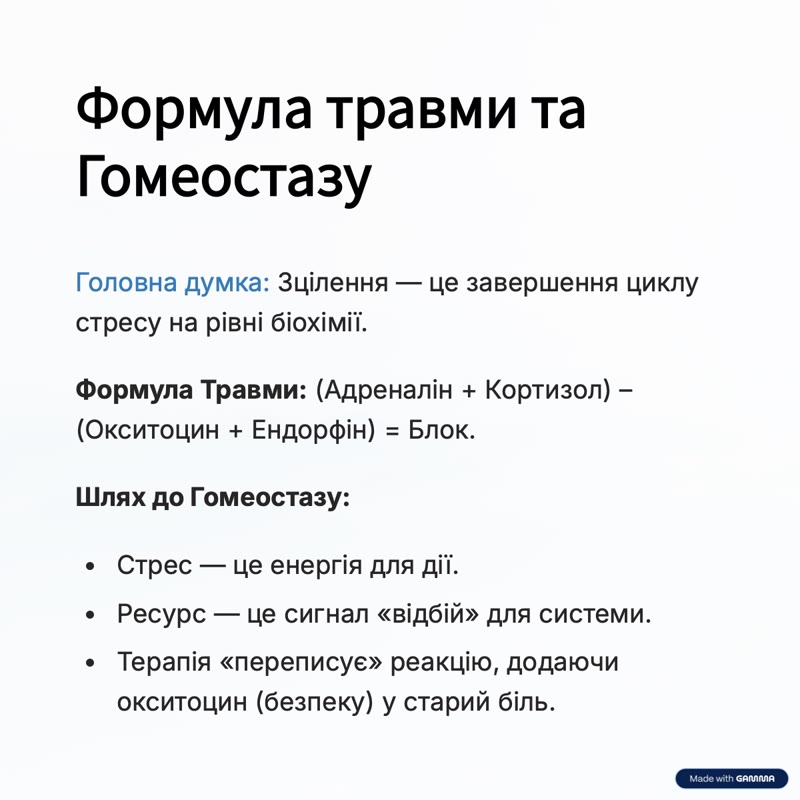 Формула травми та
Гомеостазу
Головна думка: Зцілення — це завершення циклу
стресу на рівні біохімії.
Формула Травми: (Адреналін + Кортизол) –
(Окситоцин + Ендорфін) = Блок.
Шлях до Гомеостазу:
• Стрес — це енергія для дії.
• Ресурс — це сигнал «відбій» для системи.
• Терапія «переписує» реакцію, додаючи
окситоцин (безпеку) у старий біль.
Made with GAMMA